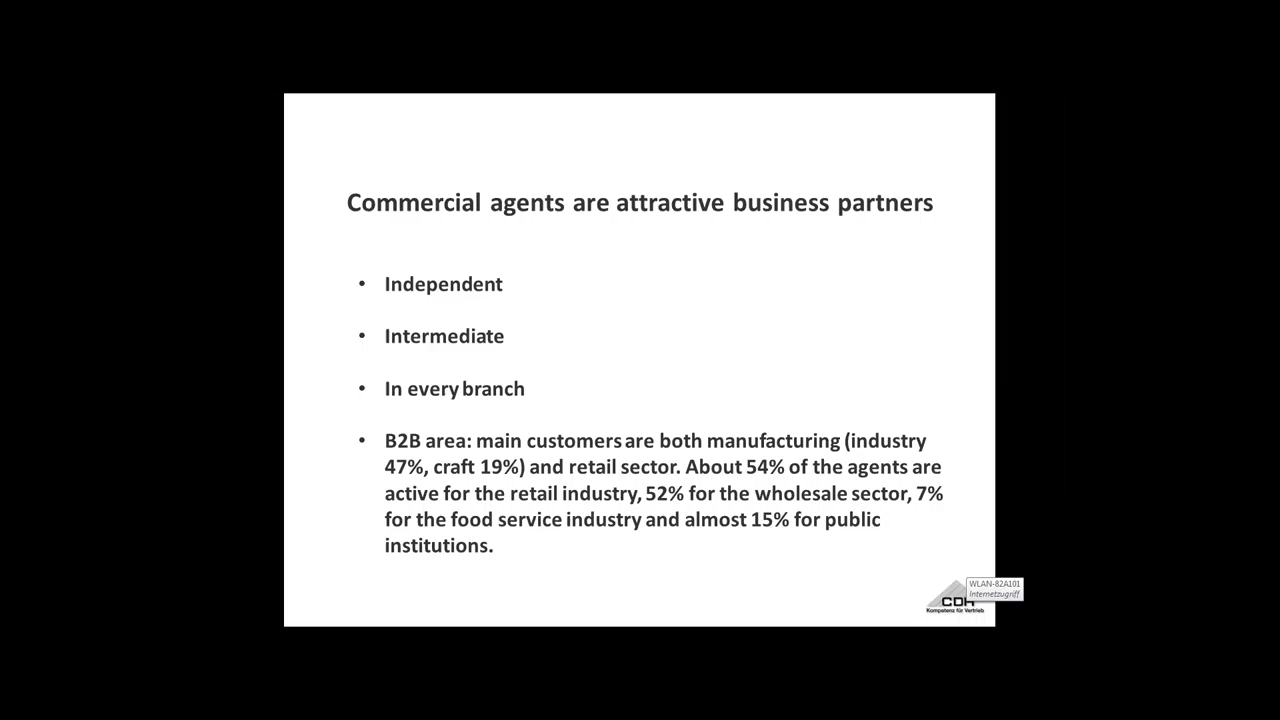 Commercial agents are attractive business partners
• Independent
• Intermediate
• In every branch
• B2B area: main customers are both manufacturing (industry
47%, craft 19%) and retail sector. About 54% of the agents are
active for the retail industry, 52% for the wholesale sector, 7%
for the food service industry and almost 15% for public
institutions.
WLAN-82A101
Internetzugriff
CDH
Kompetenz für Vertrieb